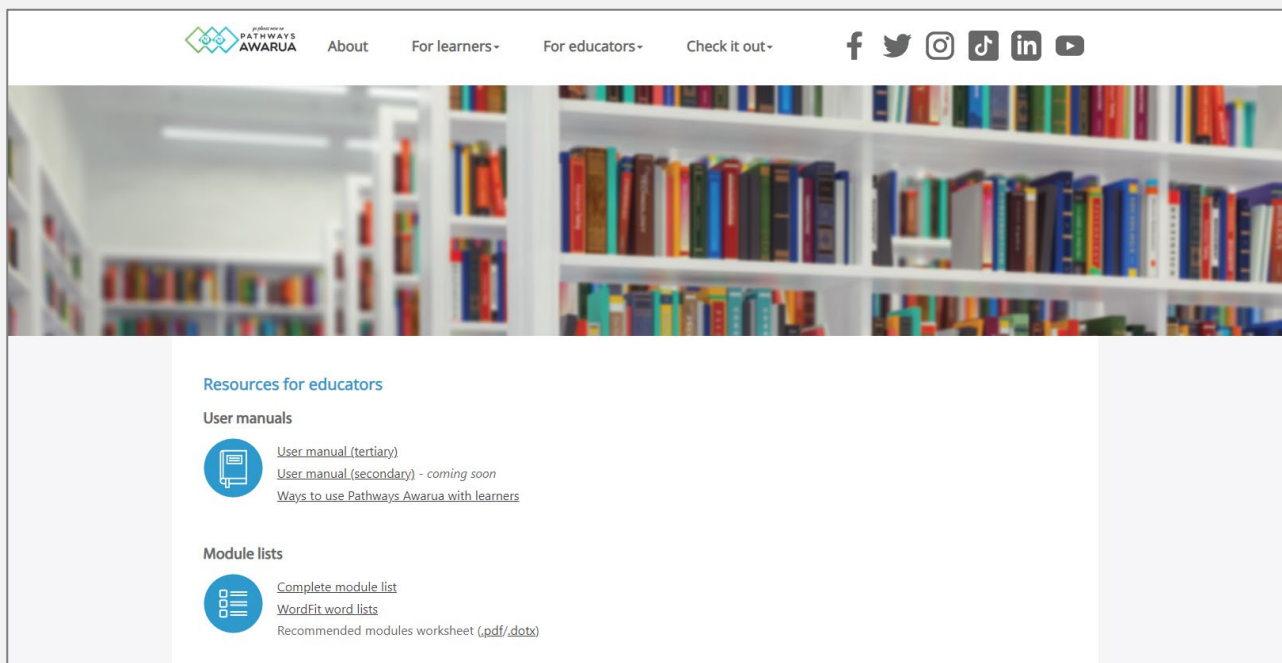 PATHWAYS
AWARUA
About
For learners
For educators
Check it out
Resources for educators
User manuals
User manual (tertiary)
User manual (secondary) - coming soon
Ways to use Pathways Awarua with learners
Module lists
Complete module list
WordFit word lists
Recommended modules worksheet (.pdf/.dotx)